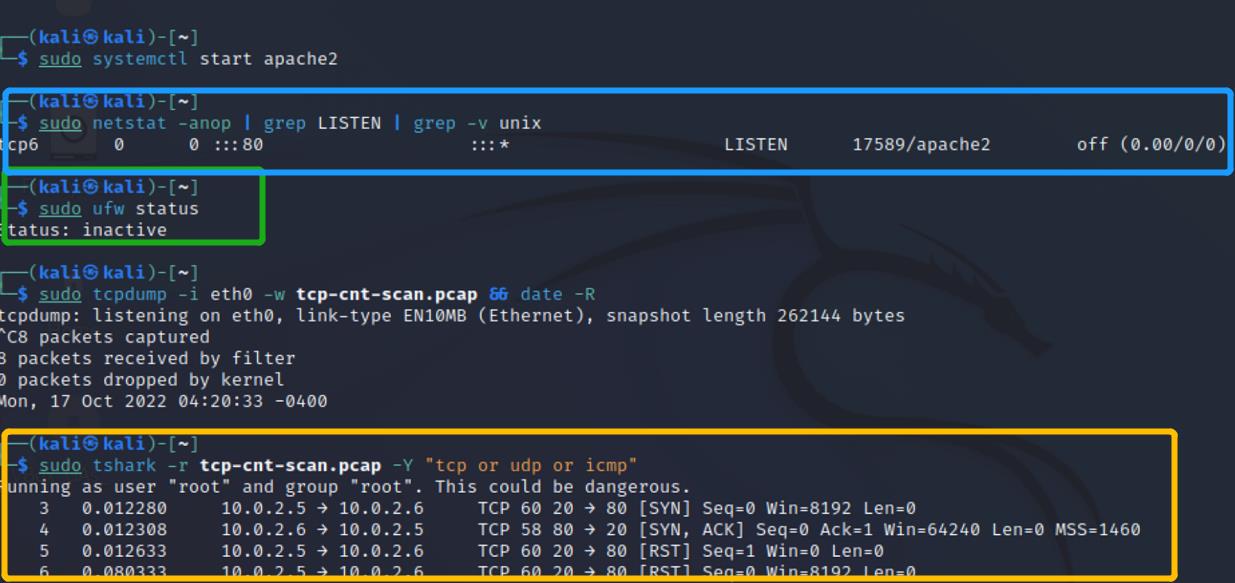 ┌──(kali㉿kali)-[~]
└─$ sudo systemctl start apache2
┌──(kali㉿kali)-[~]
└─$ sudo netstat -anop | grep LISTEN | grep -v unix
tcp6 0 0 :::80 :::* LISTEN 17589/apache2 off (0.00/0/0)
┌──(kali㉿kali)-[~]
└─$ sudo ufw status
Status: inactive
┌──(kali㉿kali)-[~]
└─$ sudo tcpdump -i eth0 -w tcp-cnt-scan.pcap && date -R
tcpdump: listening on eth0, link-type EN10MB (Ethernet), snapshot length 262144 bytes
^C8 packets captured
8 packets received by filter
0 packets dropped by kernel
Mon, 17 Oct 2022 04:20:33 -0400
┌──(kali㉿kali)-[~]
└─$ sudo tshark -r tcp-cnt-scan.pcap -Y "tcp or udp or icmp"
Running as user "root" and group "root". This could be dangerous.
3 0.012280 10.0.2.5 → 10.0.2.6 TCP 60 20 → 80 [SYN] Seq=0 Win=8192 Len=0
4 0.012308 10.0.2.6 → 10.0.2.5 TCP 58 80 → 20 [SYN, ACK] Seq=0 Ack=1 Win=64240 Len=0 MSS=1460
5 0.012633 10.0.2.5 → 10.0.2.6 TCP 60 20 → 80 [RST] Seq=1 Win=0 Len=0
6 0.080333 10.0.2.5 → 10.0.2.6 TCP 60 20 → 80 [RST] Seq=0 Win=8192 Len=0